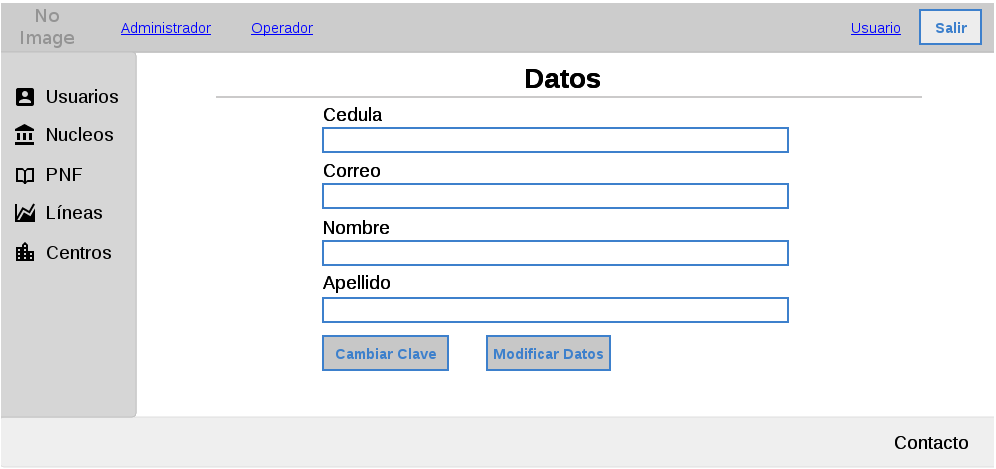 No
Image
Administrador Operador Usuario Salir
Usuarios
Nucleos
PNF
Líneas
Centros
Datos
Cedula
Correo
Nombre
Apellido
Cambiar Clave Modificar Datos
Contacto